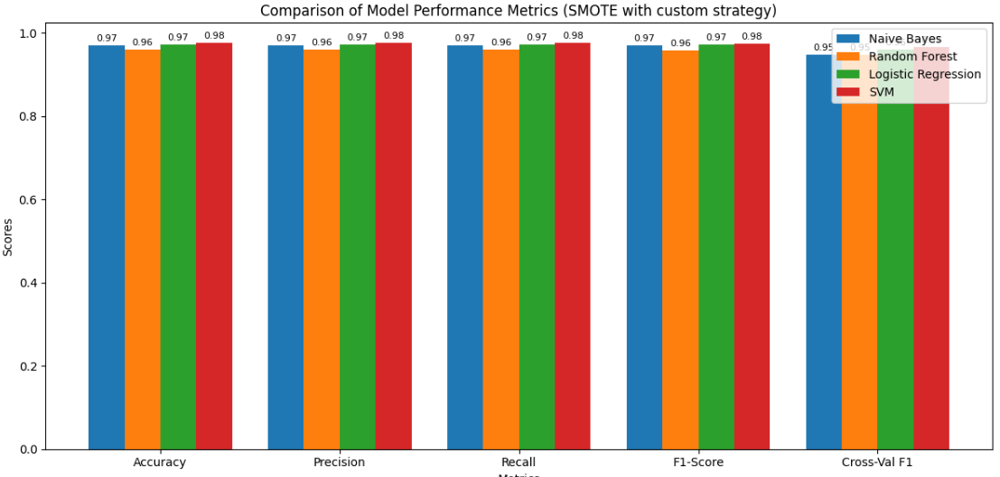 Comparison of Model Performance Metrics (SMOTE with custom strategy)
Scores
1.0
0.8
0.6
0.4
0.2
0.0
0.97 0.96 0.97 0.98
0.97 0.96 0.97 0.98
0.97 0.96 0.97 0.98
0.97 0.96 0.97 0.98
0.95 0.95
Naive Bayes
Random Forest
Logistic Regression
SVM
Accuracy Precision Recall F1-Score Cross-Val F1
Metrics